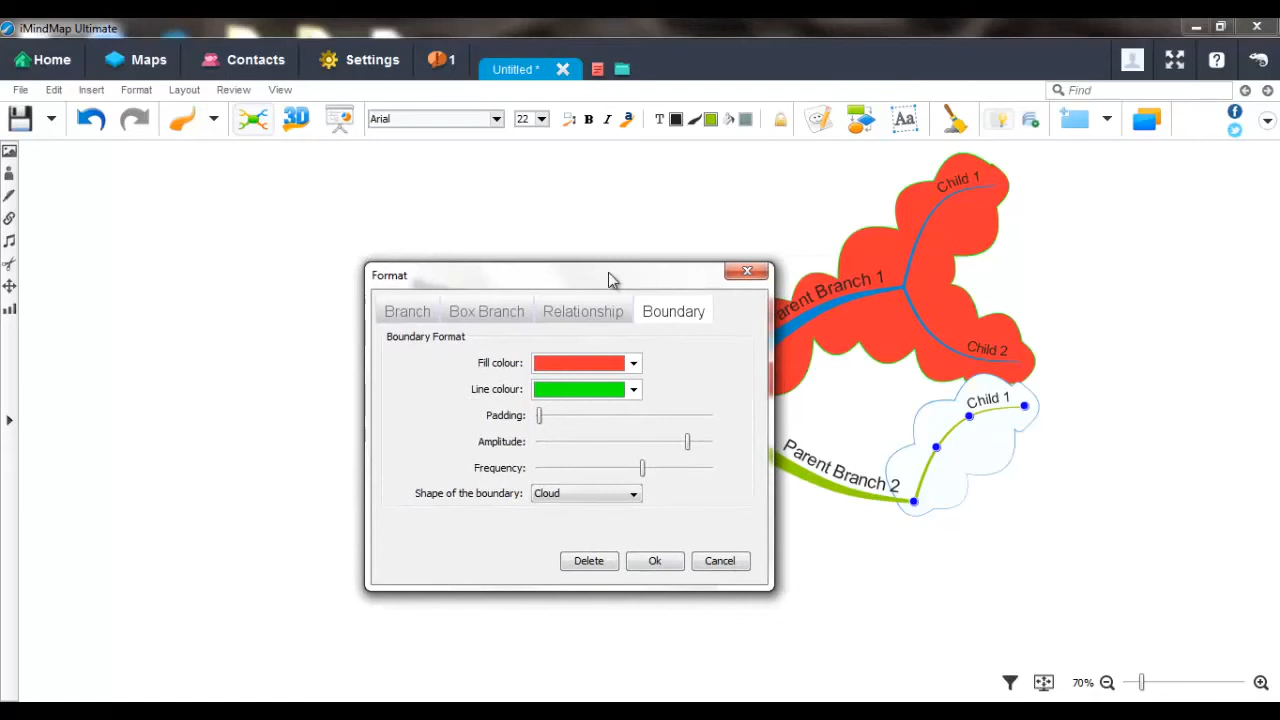 iMindMap Ultimate
Home Maps Contacts Settings 1 Untitled *
File Edit Insert Format Layout Review View Find
Arial 22 B I T Aa
Child 1
Parent Branch 1
Child 2
Child 1
Parent Branch 2
Format
Branch Box Branch Relationship Boundary
Boundary Format
Fill colour:
Line colour:
Padding:
Amplitude:
Frequency:
Shape of the boundary: Cloud
Delete Ok Cancel
70%